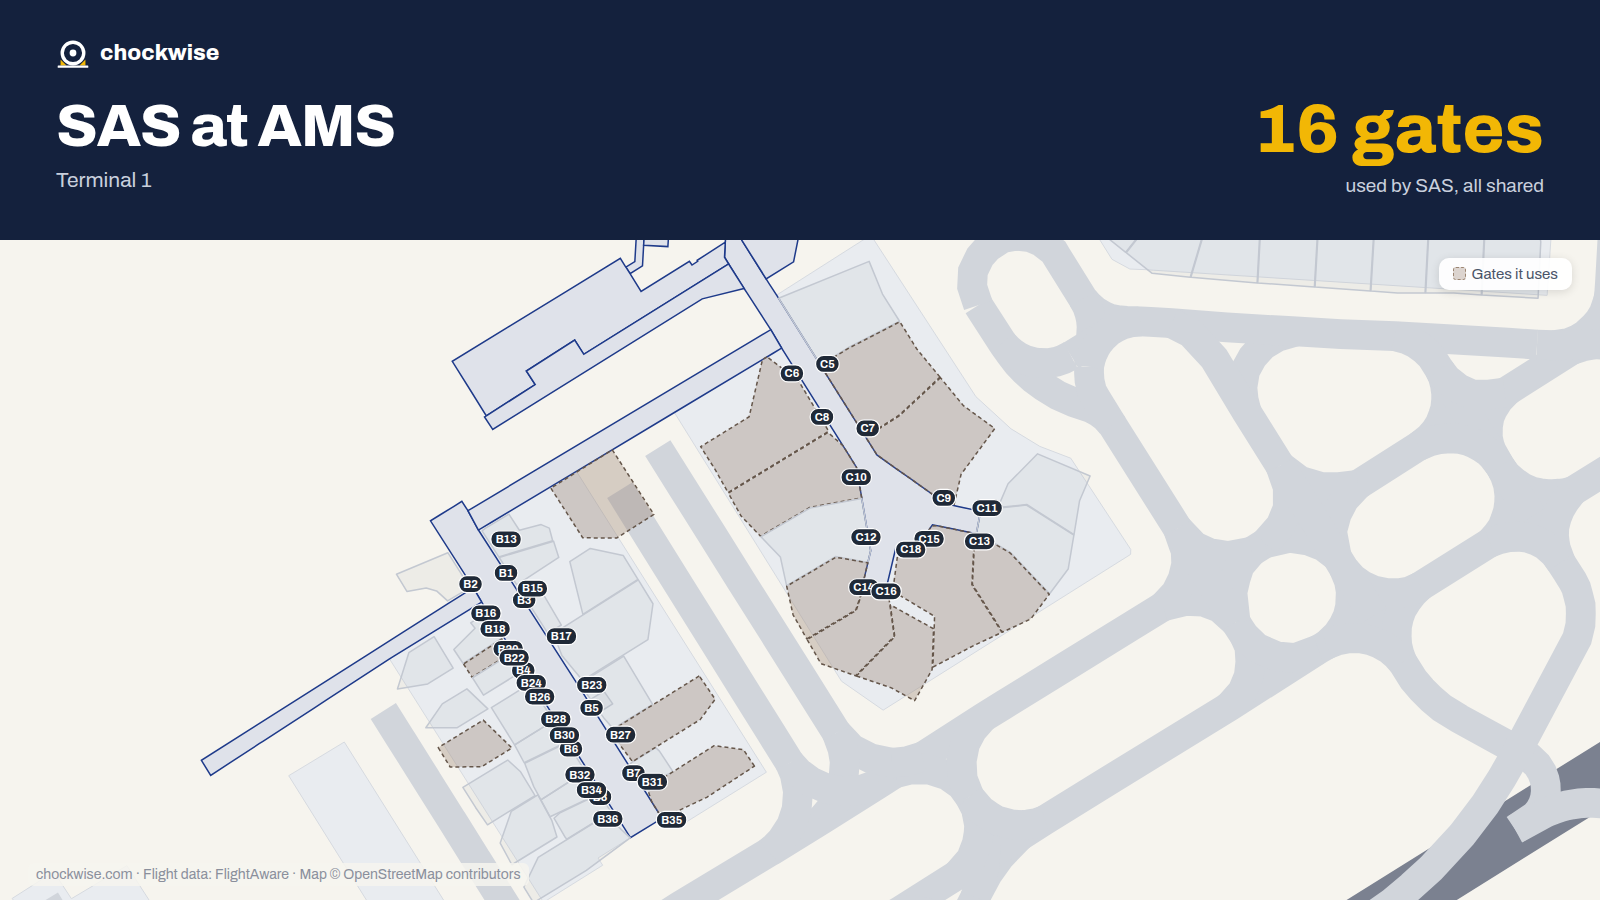 chockwise
SAS at AMS
Terminal 1
16 gates
used by SAS, all shared
Gates it uses
C5
C6
C8
C7
C10
C9
C11
C12
C15
C13
C18
C14
C16
B13
B1
B2
B15
B3
B16
B18
B17
B20
B22
B4
B24
B23
B26
B5
B28
B30
B27
B6
B32
B7
B31
B34
B36
B35
chockwise.com · Flight data: FlightAware · Map © OpenStreetMap contributors